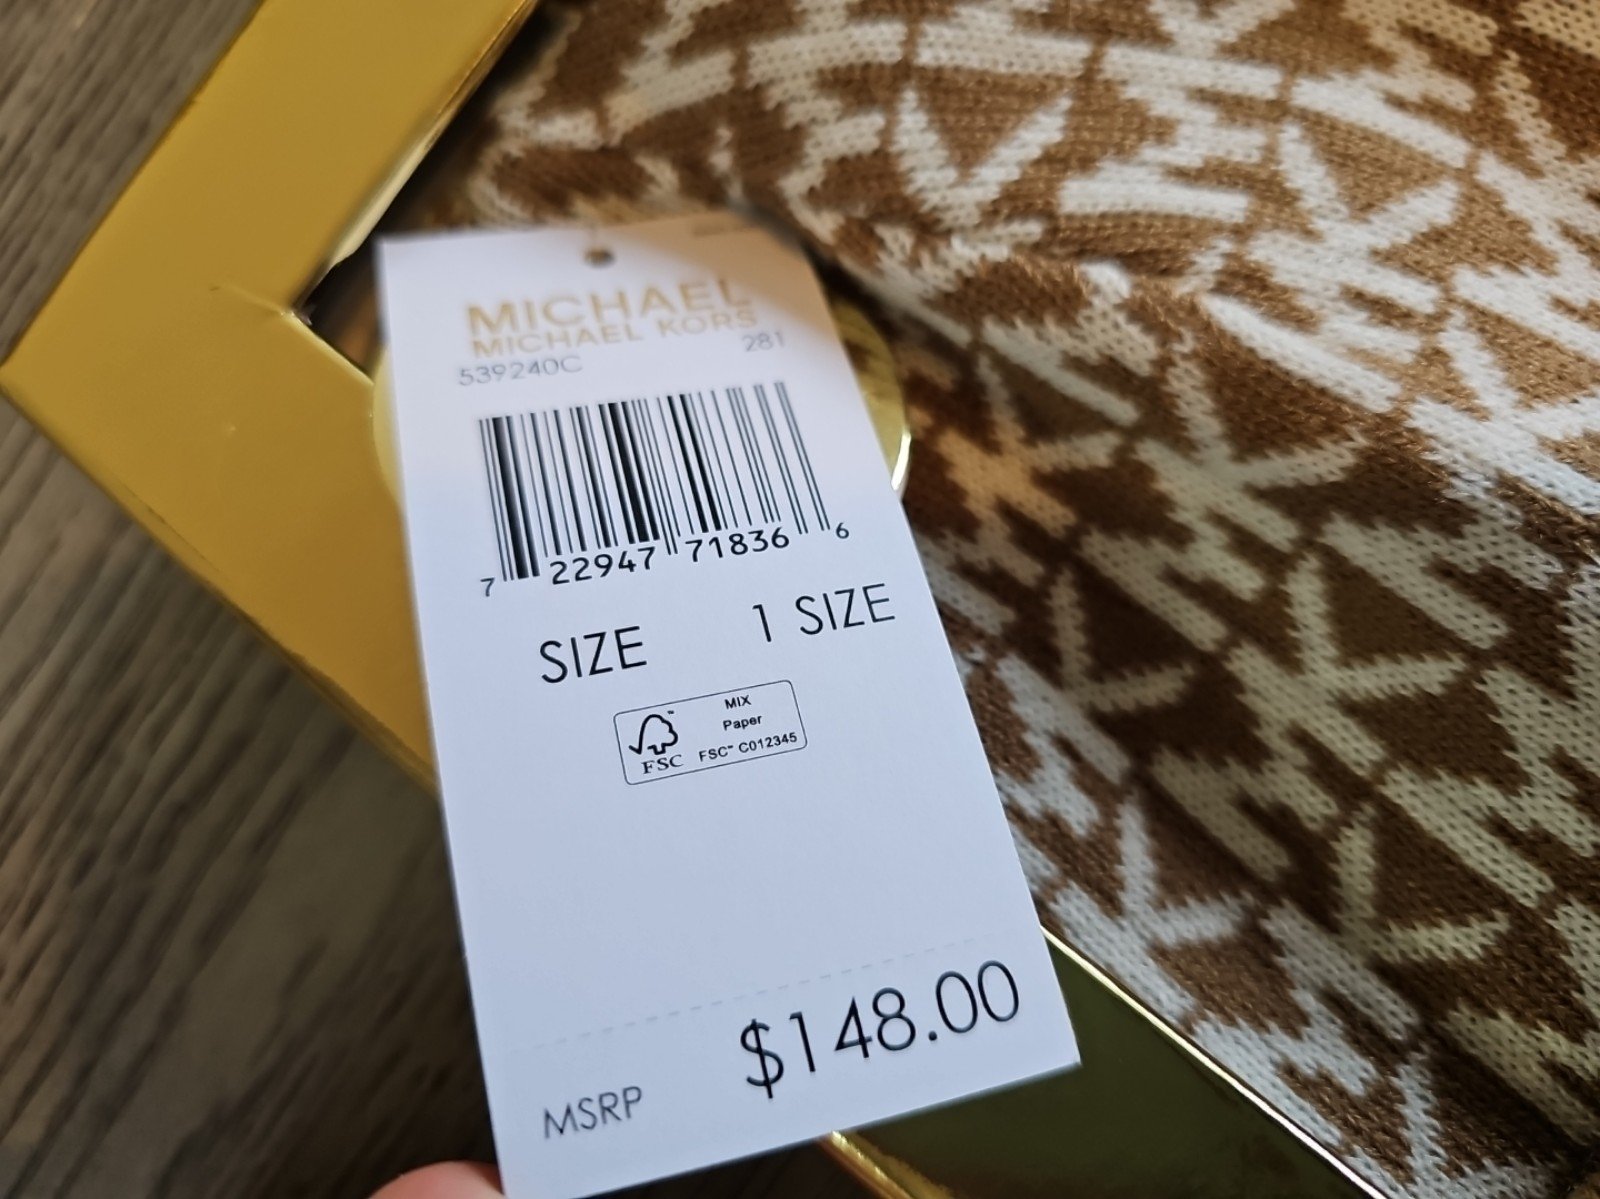 MICHAEL
MICHAEL KORS
539240C 281
7 22947 71836 6
SIZE 1 SIZE
MIX
Paper
FSC™ C012345
FSC
MSRP $148.00